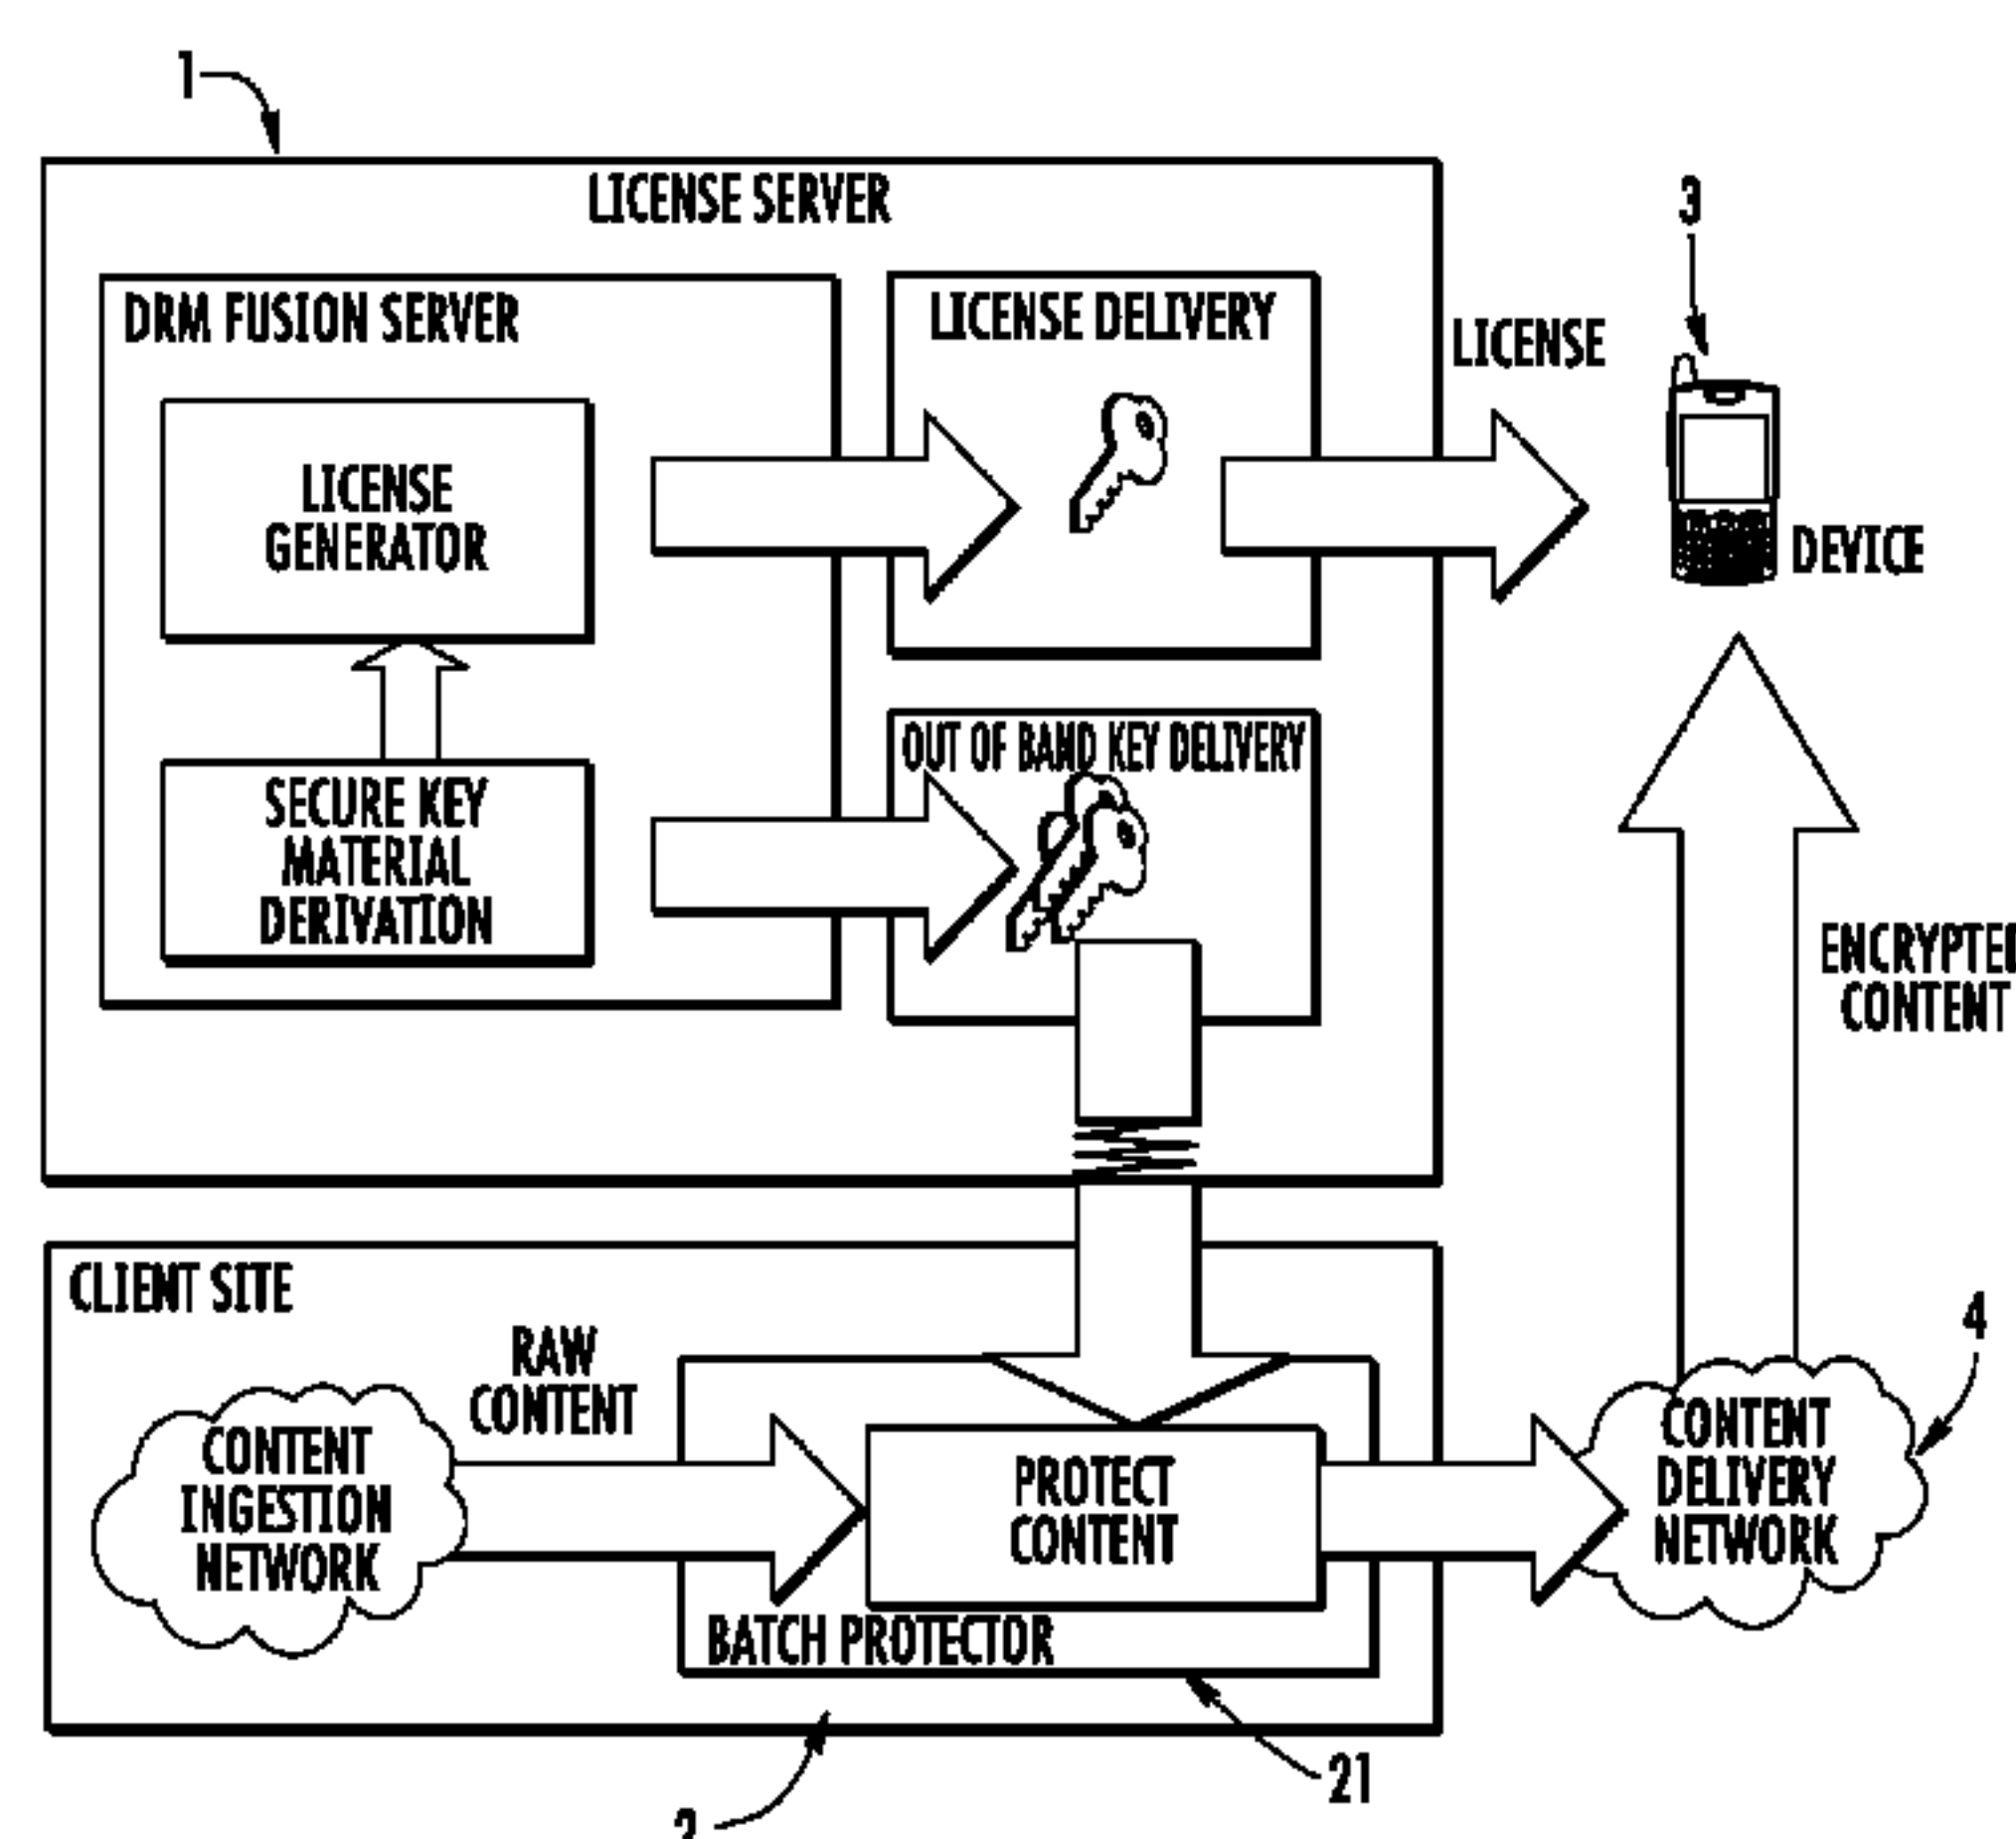 1
LICENSE SERVER
3
DRM FUSION SERVER
LICENSE DELIVERY
LICENSE
LICENSE
GENERATOR
DEVICE
OUT OF BAND KEY DELIVERY
SECURE KEY
MATERIAL
DERIVATION
ENCRYPTED
CONTENT
CLIENT SITE
4
RAW
CONTENT
CONTENT
INGESTION
NETWORK
PROTECT
CONTENT
CONTENT
DELIVERY
NETWORK
BATCH PROTECTOR
21